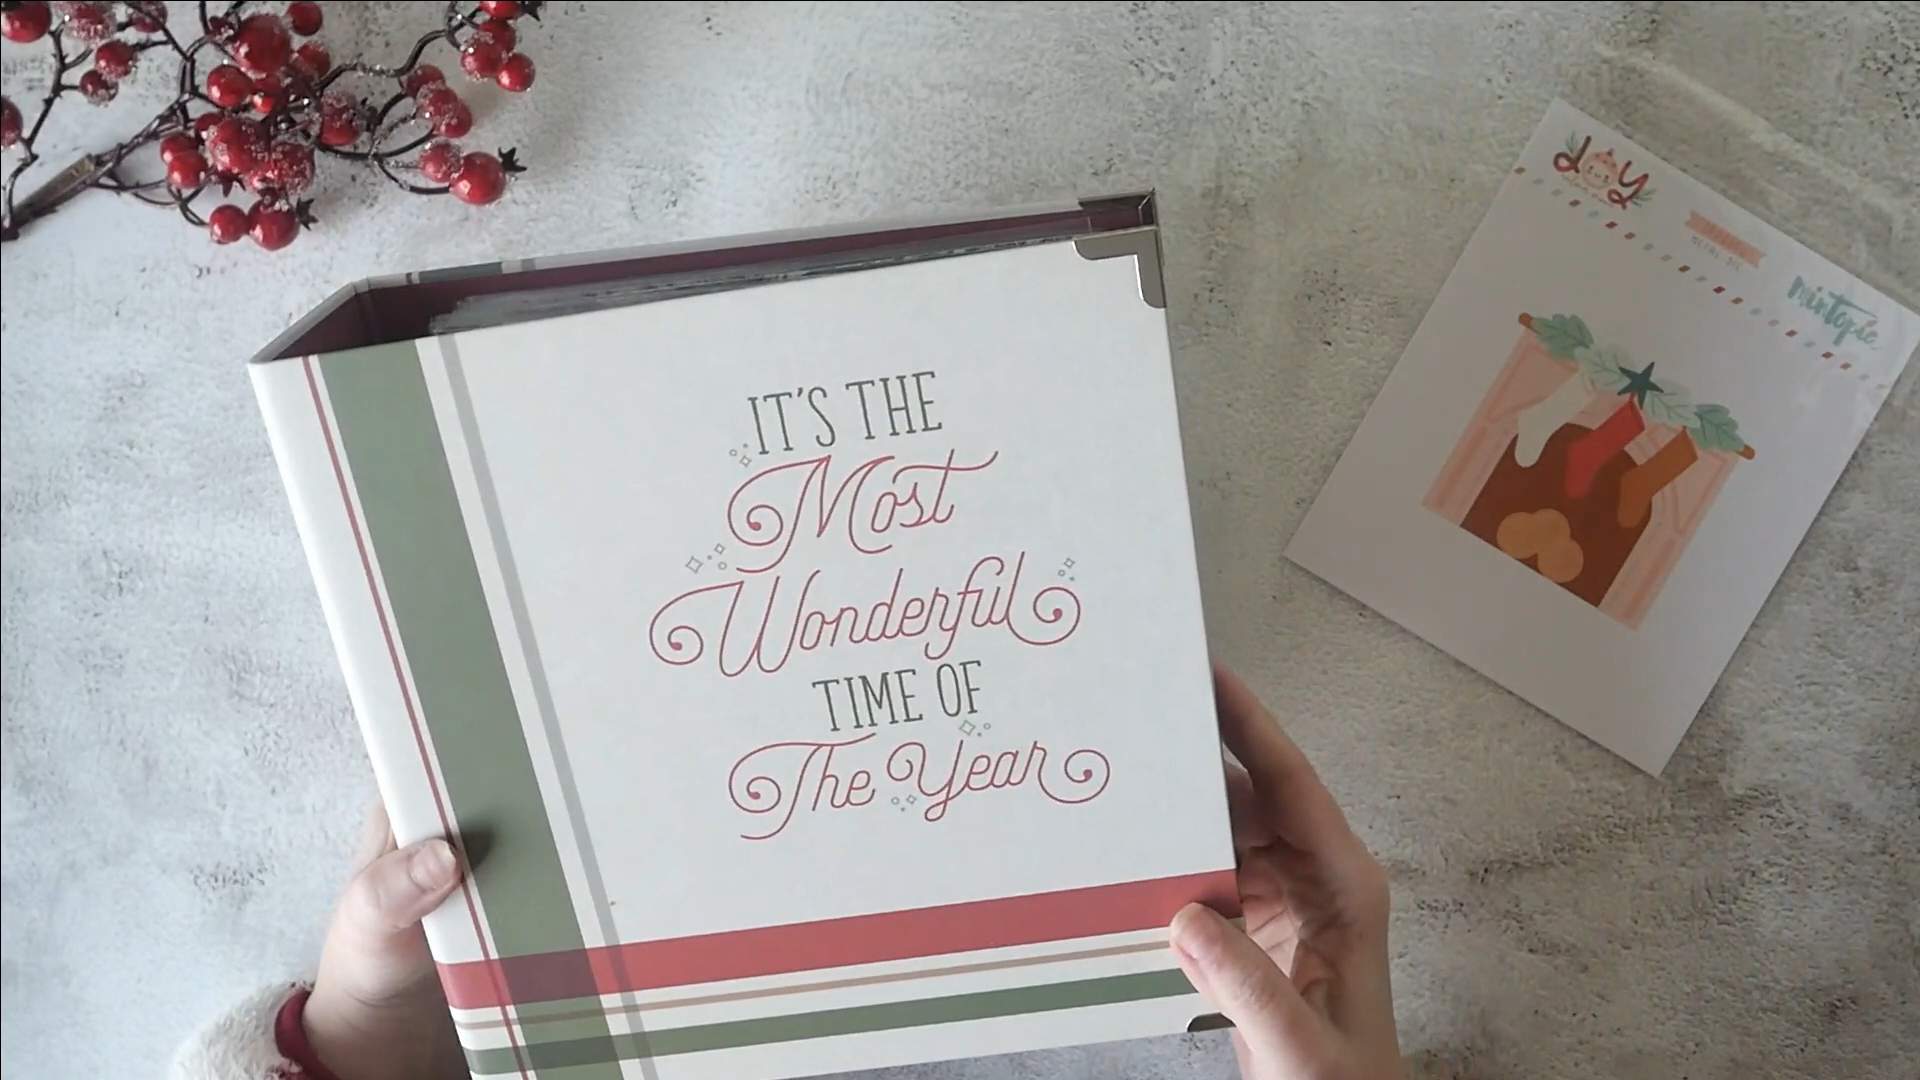 IT'S THE
Most
Wonderful
TIME OF
The Year
JOY
mintopia